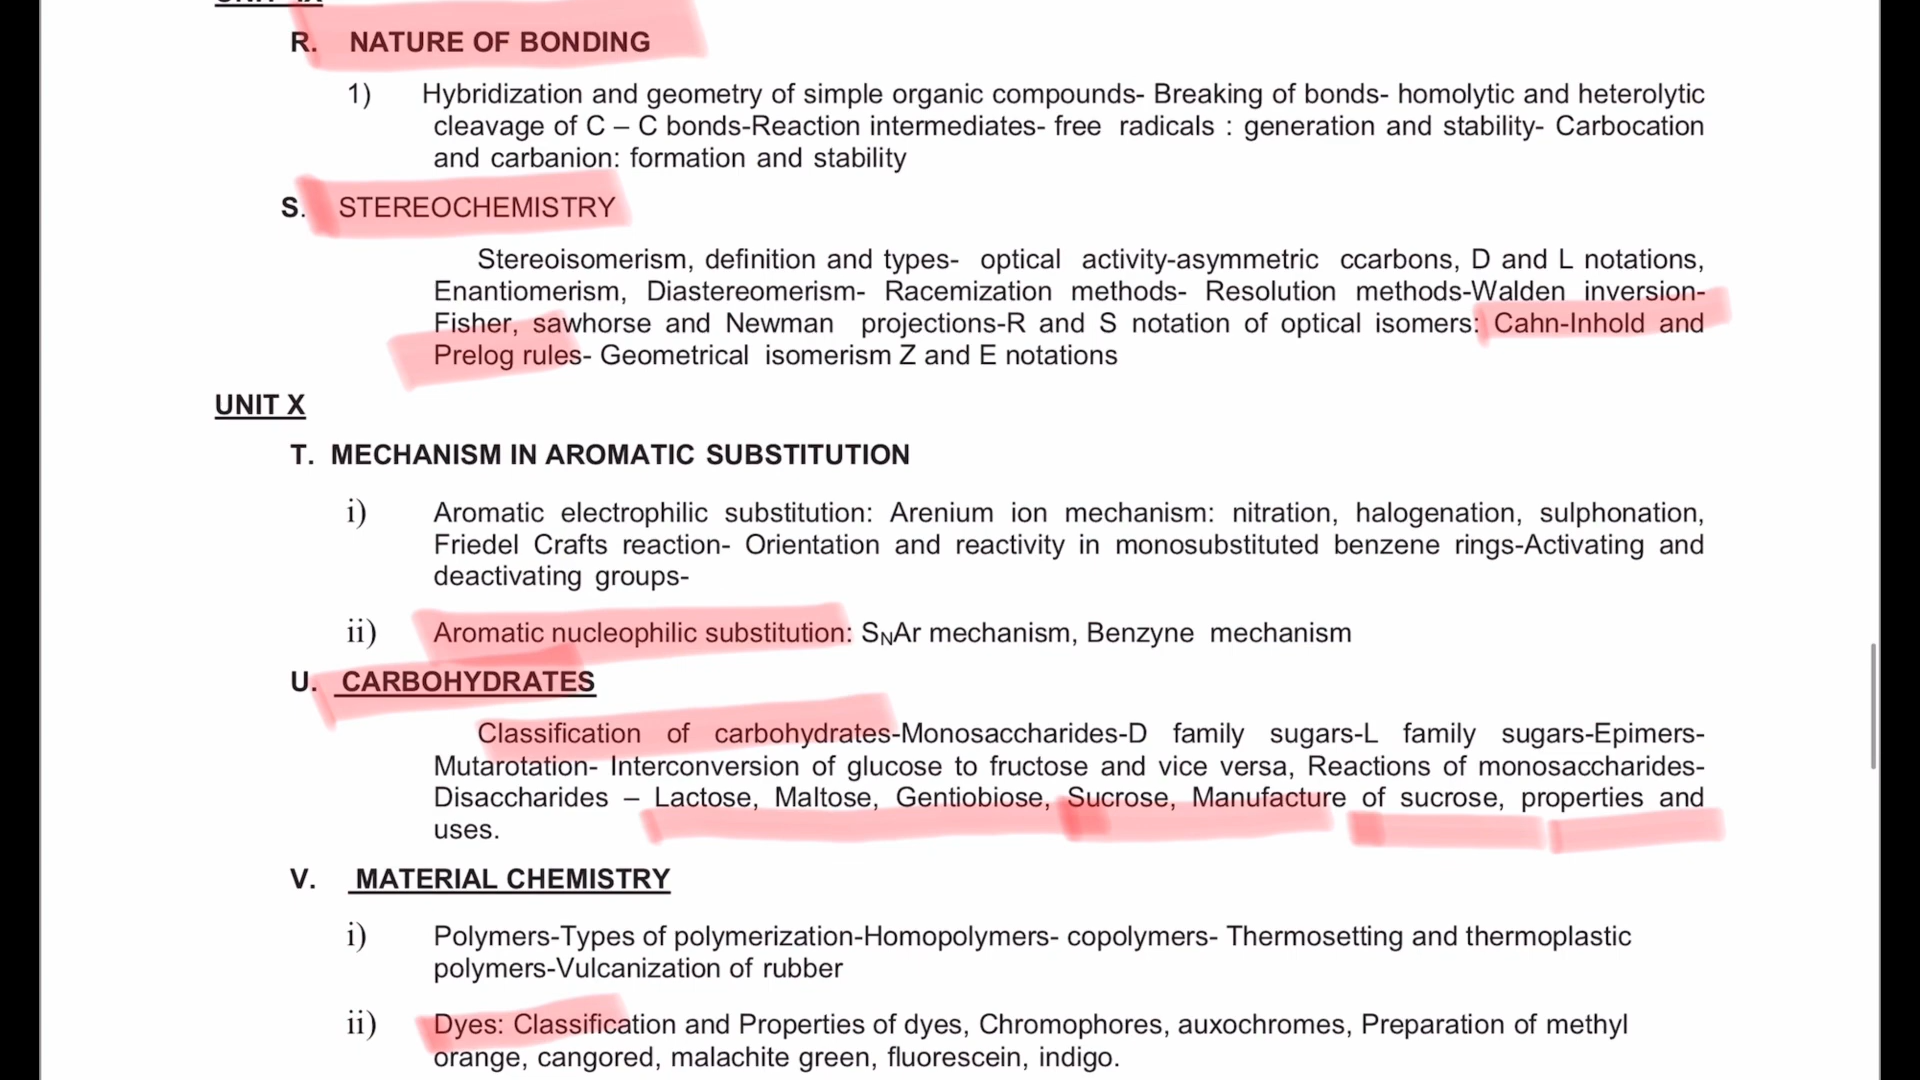 R. NATURE OF BONDING
1) Hybridization and geometry of simple organic compounds- Breaking of bonds- homolytic and heterolytic
cleavage of C – C bonds-Reaction intermediates- free radicals : generation and stability- Carbocation
and carbanion: formation and stability
S. STEREOCHEMISTRY
Stereoisomerism, definition and types- optical activity-asymmetric ccarbons, D and L notations,
Enantiomerism, Diastereomerism- Racemization methods- Resolution methods-Walden inversion-
Fisher, sawhorse and Newman projections-R and S notation of optical isomers: Cahn-Inhold and
Prelog rules- Geometrical isomerism Z and E notations
UNIT X
T. MECHANISM IN AROMATIC SUBSTITUTION
i) Aromatic electrophilic substitution: Arenium ion mechanism: nitration, halogenation, sulphonation,
Friedel Crafts reaction- Orientation and reactivity in monosubstituted benzene rings-Activating and
deactivating groups-
ii) Aromatic nucleophilic substitution: SNAr mechanism, Benzyne mechanism
U. CARBOHYDRATES
Classification of carbohydrates-Monosaccharides-D family sugars-L family sugars-Epimers-
Mutarotation- Interconversion of glucose to fructose and vice versa, Reactions of monosaccharides-
Disaccharides – Lactose, Maltose, Gentiobiose, Sucrose, Manufacture of sucrose, properties and
uses.
V. MATERIAL CHEMISTRY
i) Polymers-Types of polymerization-Homopolymers- copolymers- Thermosetting and thermoplastic
polymers-Vulcanization of rubber
ii) Dyes: Classification and Properties of dyes, Chromophores, auxochromes, Preparation of methyl
orange, cangored, malachite green, fluorescein, indigo.